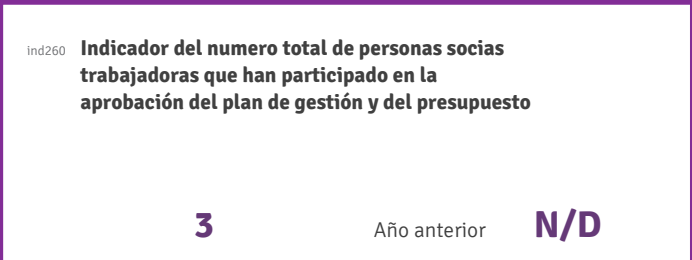 ind260 Indicador del numero total de personas socias
trabajadoras que han participado en la
aprobación del plan de gestión y del presupuesto
3 Año anterior N/D